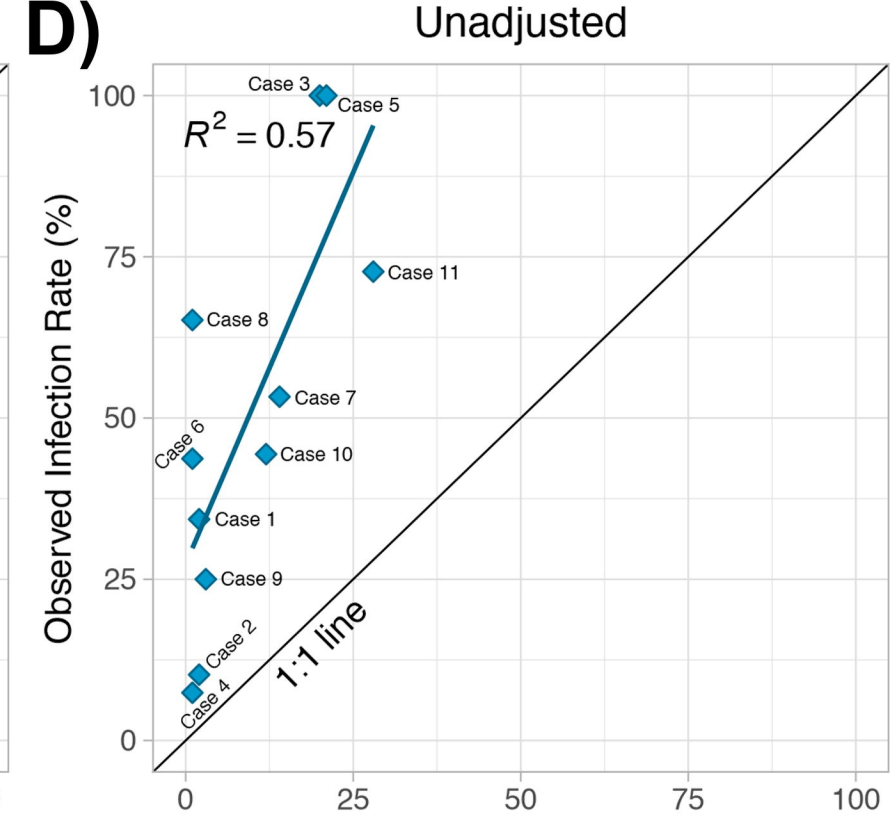 D)
Unadjusted
Observed Infection Rate (%)
100
75
50
25
0
R² = 0.57
Case 3
Case 5
Case 11
Case 8
Case 7
Case 6
Case 10
Case 1
Case 9
Case 2
Case 4
1:1 line
0 25 50 75 100